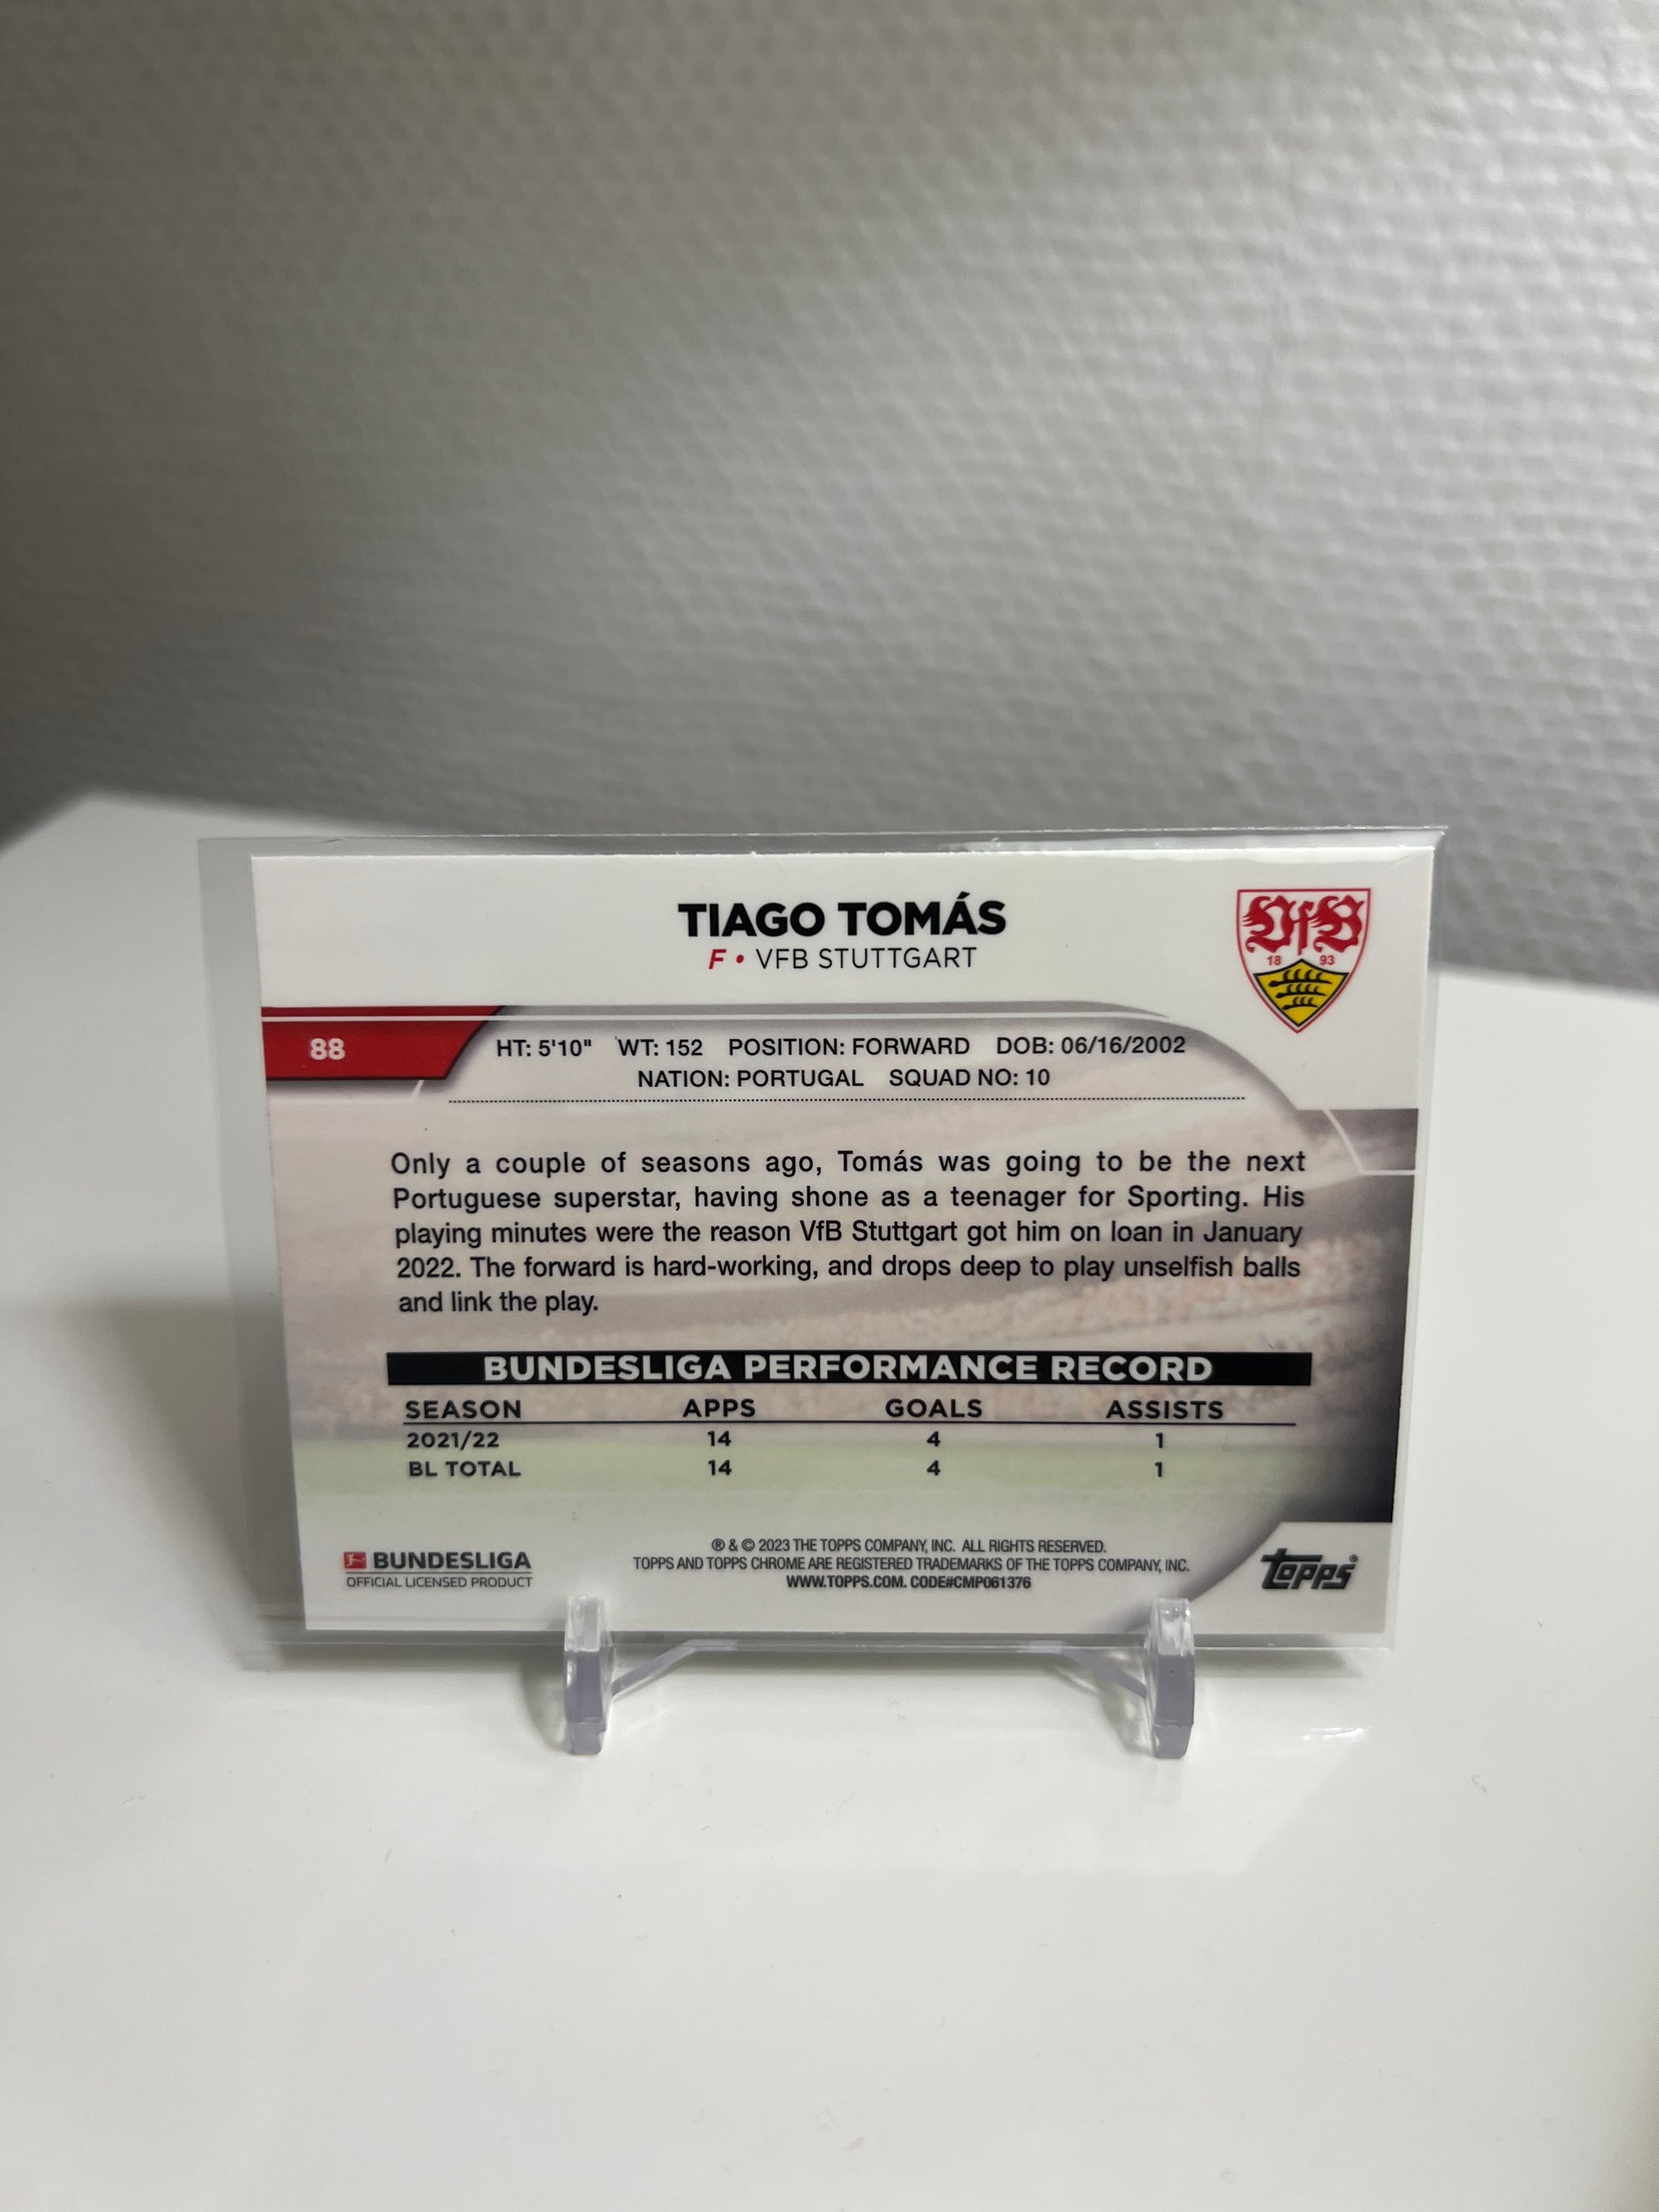 TIAGO TOMÁS
F • VFB STUTTGART
VfB
18 93
88
HT: 5'10" WT: 152 POSITION: FORWARD DOB: 06/16/2002
NATION: PORTUGAL SQUAD NO: 10
Only a couple of seasons ago, Tomás was going to be the next
Portuguese superstar, having shone as a teenager for Sporting. His
playing minutes were the reason VfB Stuttgart got him on loan in January
2022. The forward is hard-working, and drops deep to play unselfish balls
and link the play.
BUNDESLIGA PERFORMANCE RECORD
SEASON APPS GOALS ASSISTS
2021/22 14 4 1
BL TOTAL 14 4 1
BUNDESLIGA
OFFICIAL LICENSED PRODUCT
® & © 2023 THE TOPPS COMPANY, INC. ALL RIGHTS RESERVED.
TOPPS AND TOPPS CHROME ARE REGISTERED TRADEMARKS OF THE TOPPS COMPANY, INC.
WWW.TOPPS.COM. CODE#CMP061376
topps®